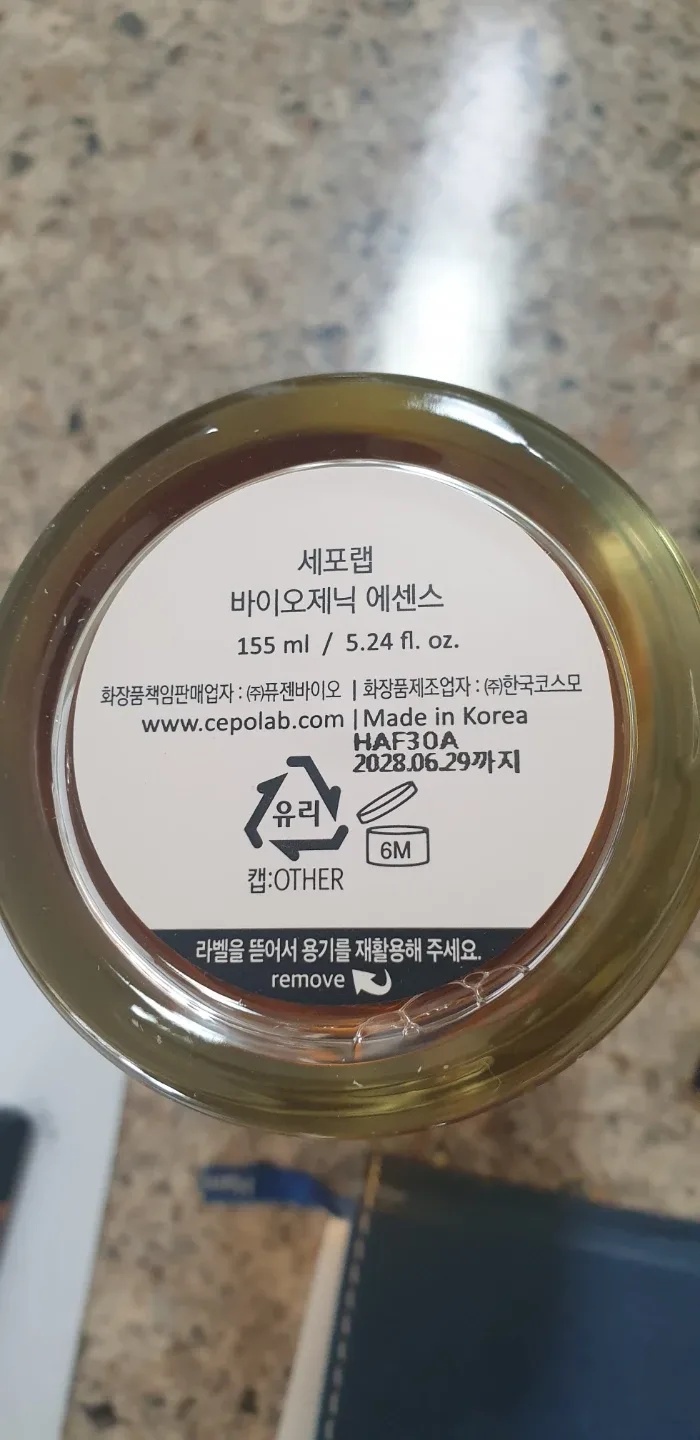 세포랩
바이오제닉 에센스
155 ml / 5.24 fl. oz.
화장품책임판매업자 : ㈜퓨젠바이오 | 화장품제조업자 : ㈜한국코스모
www.cepolab.com | Made in Korea
HAF30A
2028.06.29까지
유리
6M
캡:OTHER
라벨을 뜯어서 용기를 재활용해 주세요.
remove